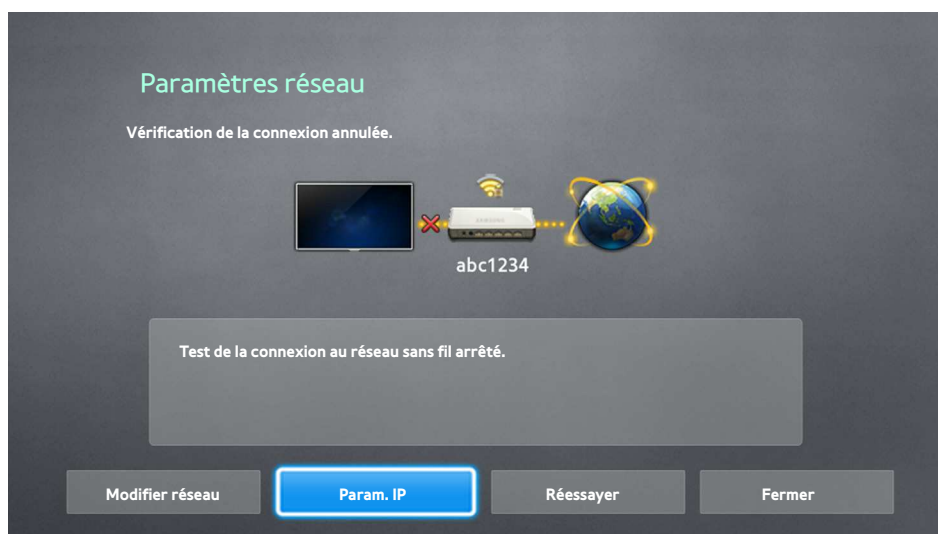 Paramètres réseau
Vérification de la connexion annulée.
SAMSUNG
abc1234
Test de la connexion au réseau sans fil arrêté.
Modifier réseau
Param. IP
Réessayer
Fermer